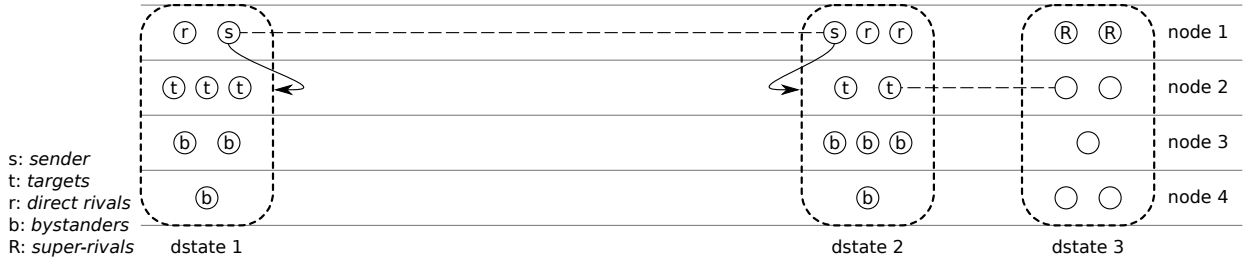 r s s r r R R node 1
t t t t t node 2
b b b b b node 3
b b node 4
s: sender
t: targets
r: direct rivals
b: bystanders
R: super-rivals
dstate 1 dstate 2 dstate 3